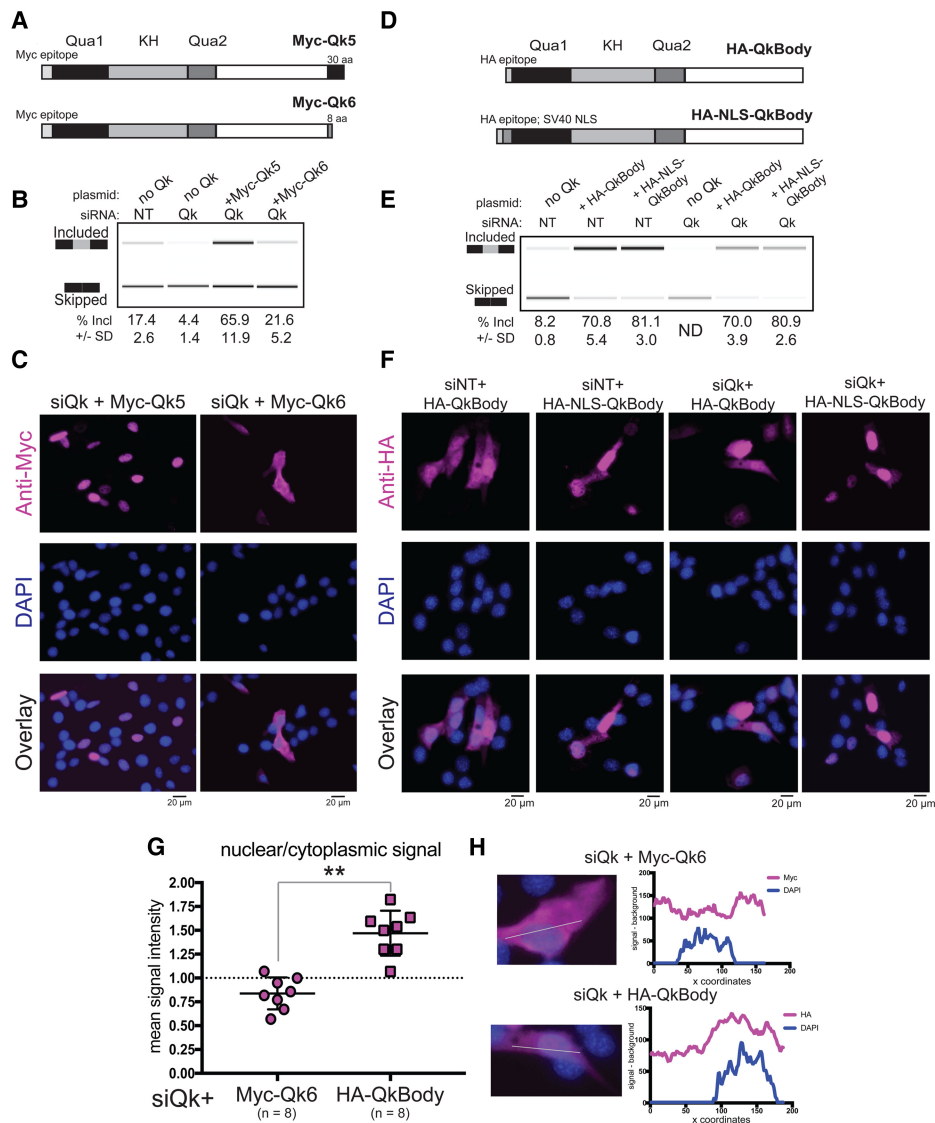 A
Qua1 KH Qua2 Myc-Qk5
Myc epitope
30 aa
Myc-Qk6
Myc epitope
8 aa
B
plasmid: no Qk no Qk +Myc-Qk5 +Myc-Qk6
siRNA: NT Qk Qk Qk
Included
Skipped
% Incl 17.4 4.4 65.9 21.6
+/- SD 2.6 1.4 11.9 5.2
C
siQk + Myc-Qk5 siQk + Myc-Qk6
Anti-Myc
DAPI
Overlay
20 µm 20 µm
D
Qua1 KH Qua2 HA-QkBody
HA epitope
HA-NLS-QkBody
HA epitope; SV40 NLS
E
plasmid: no Qk + HA-QkBody + HA-NLS-QkBody no Qk + HA-QkBody + HA-NLS-QkBody
siRNA: NT NT NT Qk Qk Qk
Included
Skipped
% Incl 8.2 70.8 81.1 ND 70.0 80.9
+/- SD 0.8 5.4 3.0 3.9 2.6
F
siNT+ siNT+ siQk+ siQk+
HA-QkBody HA-NLS-QkBody HA-QkBody HA-NLS-QkBody
Anti-HA
DAPI
Overlay
20 µm 20 µm 20 µm 20 µm
G
nuclear/cytoplasmic signal
**
2.00
1.75
1.50
1.25
1.00
0.75
0.50
0.25
0.00
mean signal intensity
siQk+ Myc-Qk6 HA-QkBody
(n = 8) (n = 8)
H
siQk + Myc-Qk6
200
150
100
50
0
signal - background
Myc
DAPI
0 50 100 150 200
x coordinates
siQk + HA-QkBody
150
100
50
0
signal - background
HA
DAPI
0 50 100 150 200
x coordinates